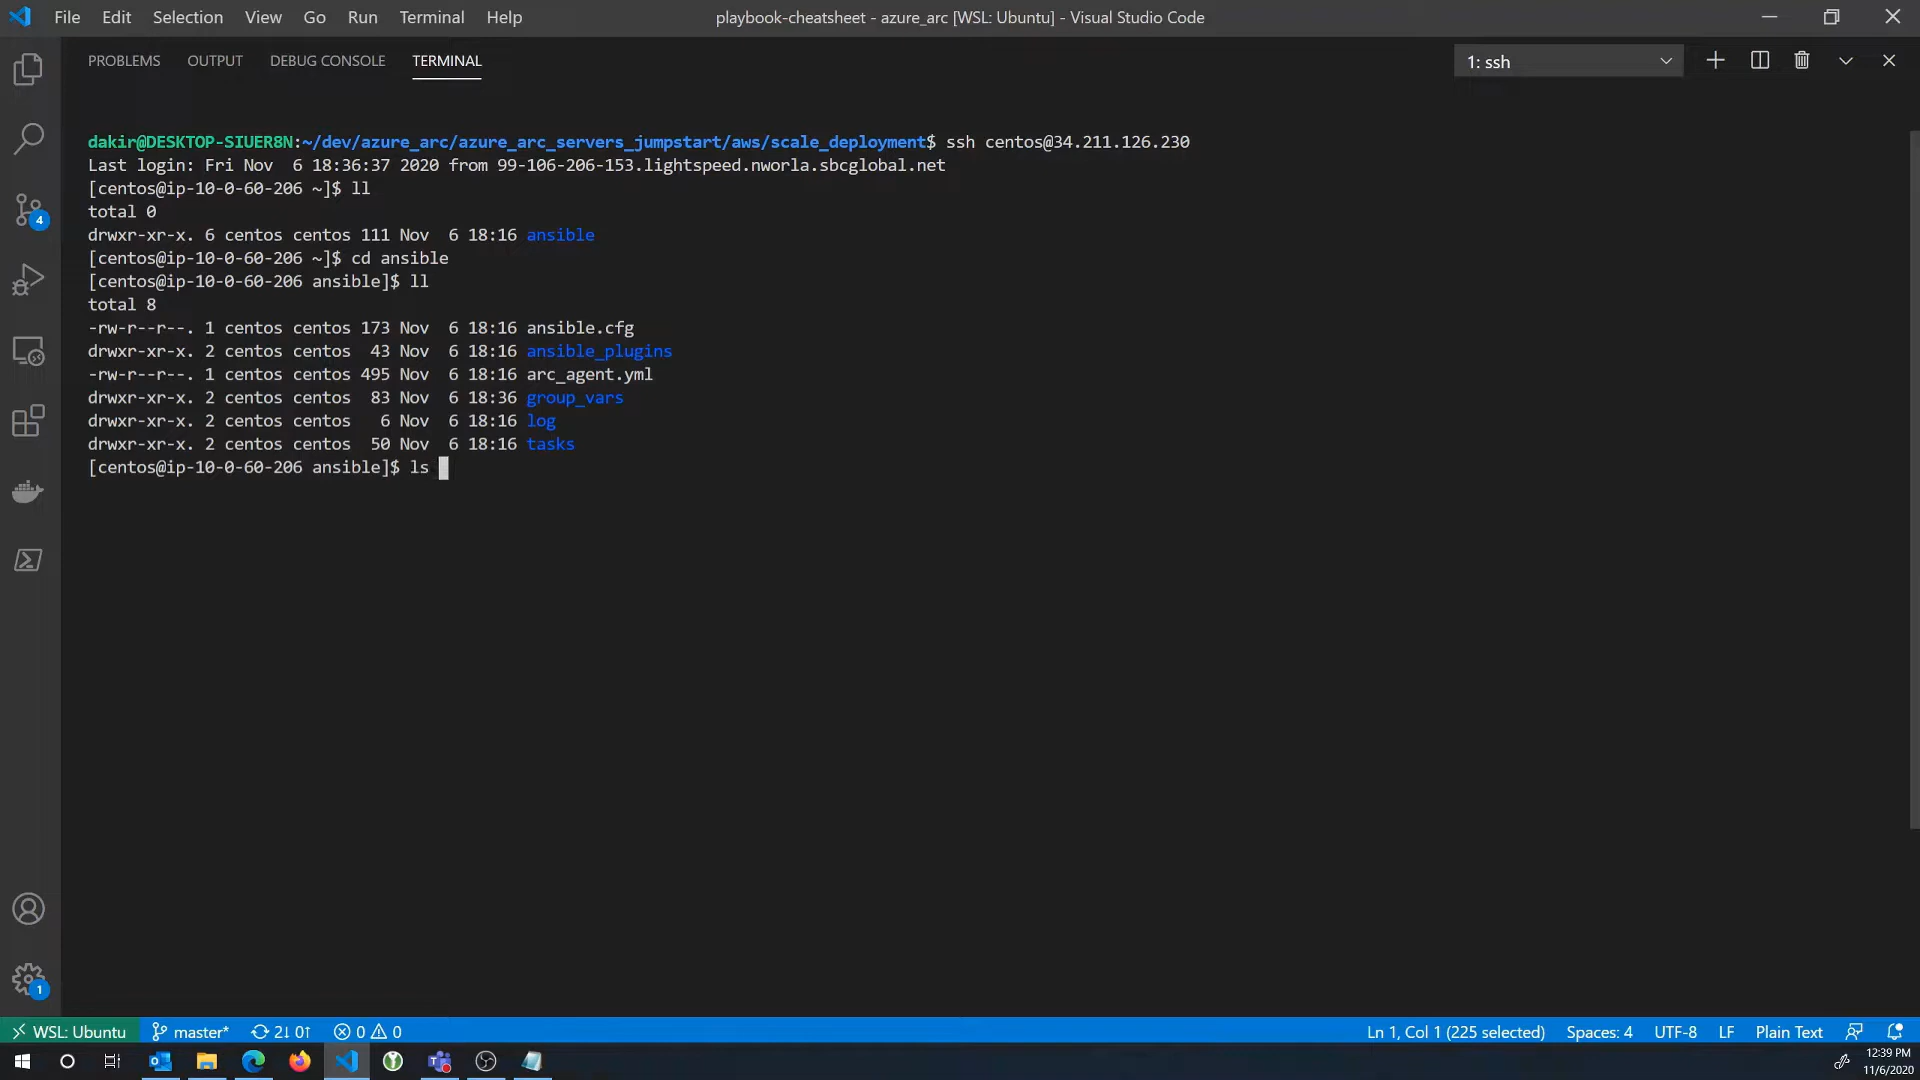 File Edit Selection View Go Run Terminal Help playbook-cheatsheet - azure_arc [WSL: Ubuntu] - Visual Studio Code
PROBLEMS OUTPUT DEBUG CONSOLE TERMINAL 1: ssh
dakir@DESKTOP-SIUER8N:~/dev/azure_arc/azure_arc_servers_jumpstart/aws/scale_deployment$ ssh centos@34.211.126.230
Last login: Fri Nov  6 18:36:37 2020 from 99-106-206-153.lightspeed.nworla.sbcglobal.net
[centos@ip-10-0-60-206 ~]$ ll
total 0
drwxr-xr-x. 6 centos centos 111 Nov  6 18:16 ansible
[centos@ip-10-0-60-206 ~]$ cd ansible
[centos@ip-10-0-60-206 ansible]$ ll
total 8
-rw-r--r--. 1 centos centos 173 Nov  6 18:16 ansible.cfg
drwxr-xr-x. 2 centos centos  43 Nov  6 18:16 ansible_plugins
-rw-r--r--. 1 centos centos 495 Nov  6 18:16 arc_agent.yml
drwxr-xr-x. 2 centos centos  83 Nov  6 18:36 group_vars
drwxr-xr-x. 2 centos centos   6 Nov  6 18:16 log
drwxr-xr-x. 2 centos centos  50 Nov  6 18:16 tasks
[centos@ip-10-0-60-206 ansible]$ ls
4
1
WSL: Ubuntu master* 2↓ 0↑ 0 0 Ln 1, Col 1 (225 selected) Spaces: 4 UTF-8 LF Plain Text
12:39 PM
11/6/2020